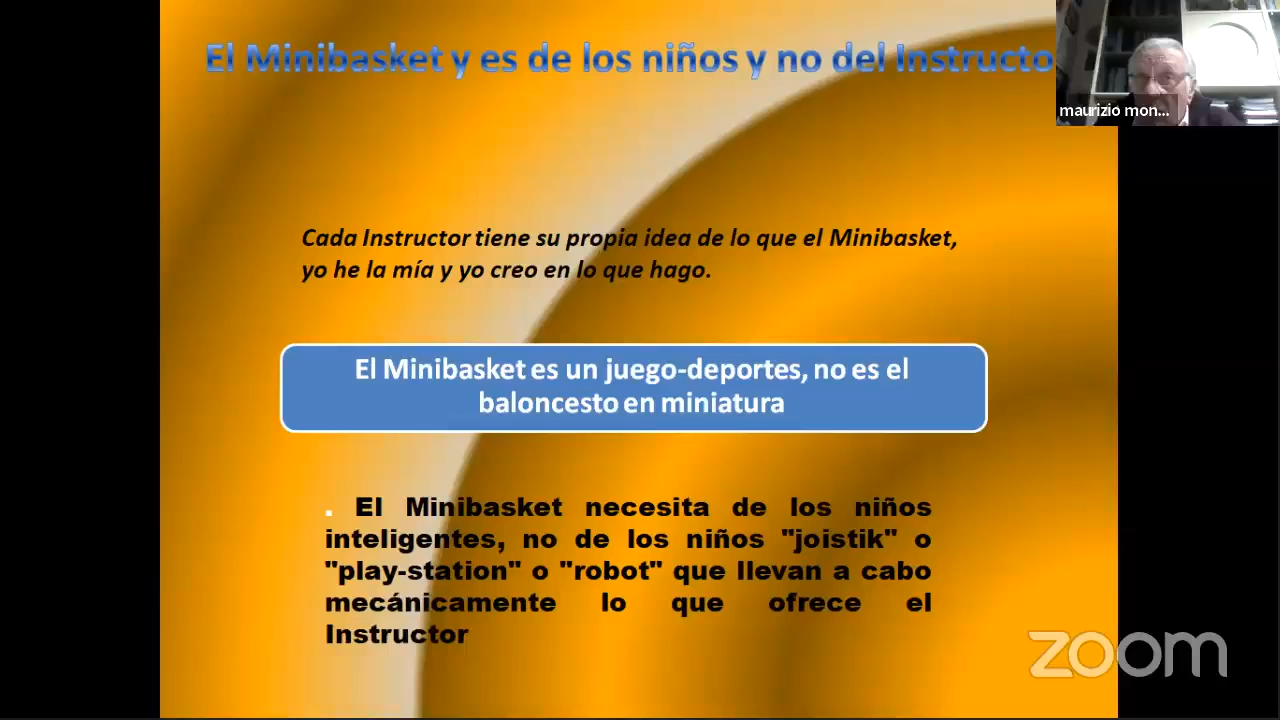 El Minibasket y es de los niños y no del Instructo
maurizio mon...
Cada Instructor tiene su propia idea de lo que el Minibasket,
yo he la mía y yo creo en lo que hago.
El Minibasket es un juego-deportes, no es el
baloncesto en miniatura
. El Minibasket necesita de los niños
inteligentes, no de los niños "joistik" o
"play-station" o "robot" que llevan a cabo
mecánicamente lo que ofrece el
Instructor
zoom